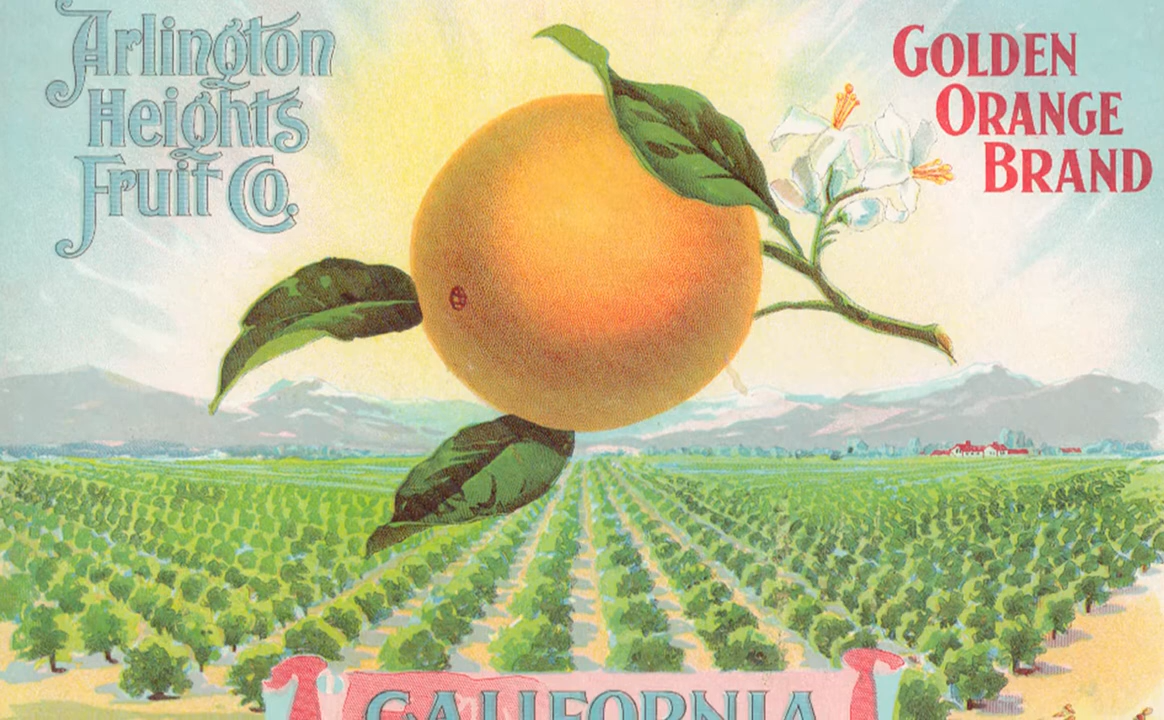 Arlington
Heights
Fruit Co.
GOLDEN
ORANGE
BRAND
CALIFORNIA